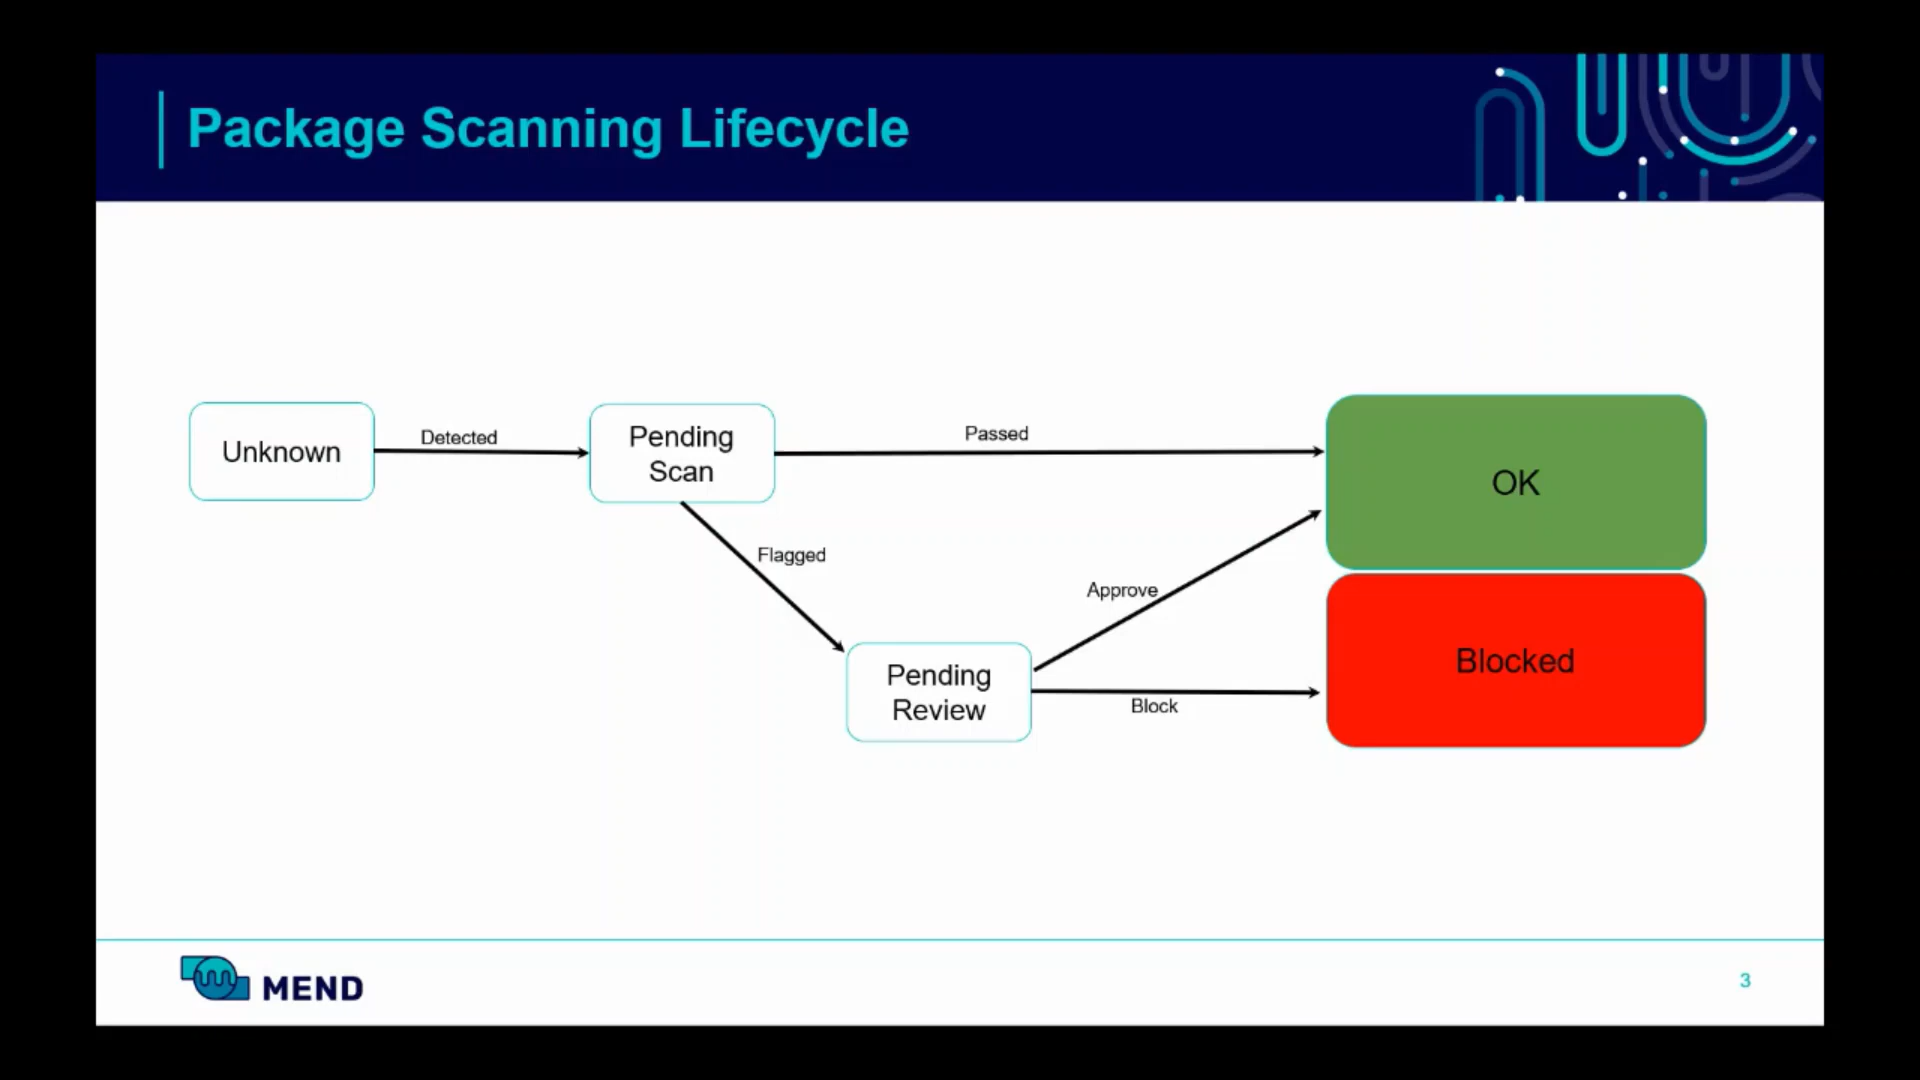 Package Scanning Lifecycle
Unknown
Detected
Pending
Scan
Passed
OK
Flagged
Approve
Pending
Review
Block
Blocked
MEND
3